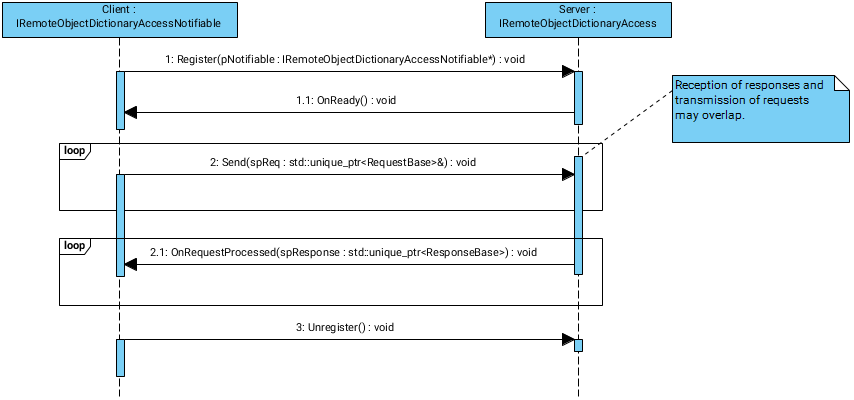 Client :
IRemoteObjectDictionaryAccessNotifiable
Server :
IRemoteObjectDictionaryAccess
1: Register(pNotifiable : IRemoteObjectDictionaryAccessNotifiable*) : void
1.1: OnReady() : void
Reception of responses and
transmission of requests
may overlap.
loop
2: Send(spReq : std::unique_ptr<RequestBase>&) : void
loop
2.1: OnRequestProcessed(spResponse : std::unique_ptr<ResponseBase>) : void
3: Unregister() : void